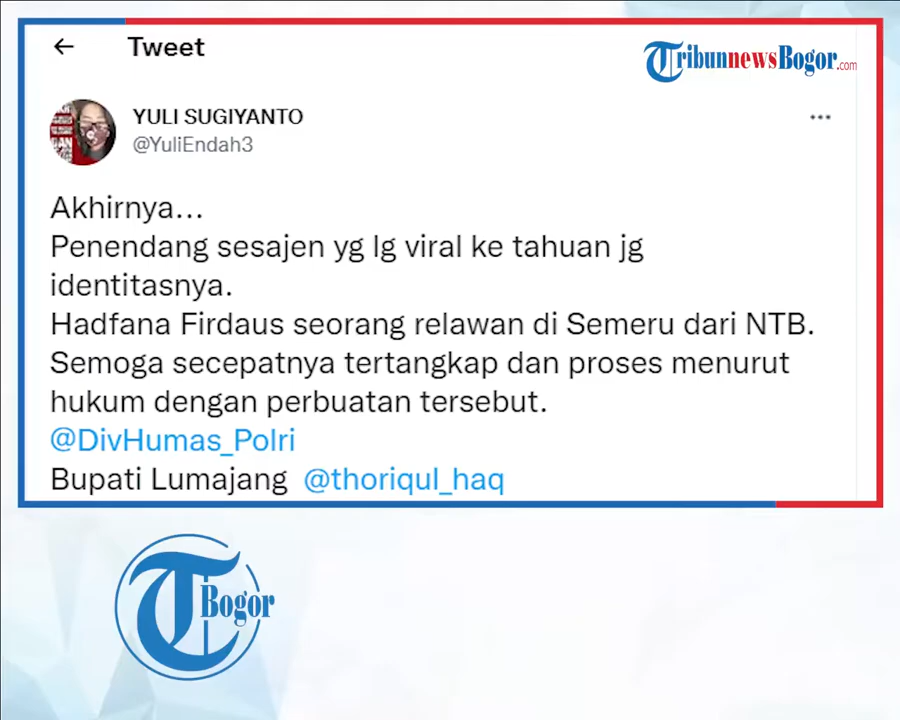 Tweet
TribunnewsBogor.com
YULI SUGIYANTO
@YuliEndah3
Akhirnya...
Penendang sesajen yg lg viral ke tahuan jg
identitasnya.
Hadfana Firdaus seorang relawan di Semeru dari NTB.
Semoga secepatnya tertangkap dan proses menurut
hukum dengan perbuatan tersebut.
@DivHumas_Polri
Bupati Lumajang @thoriqul_haq
T Bogor